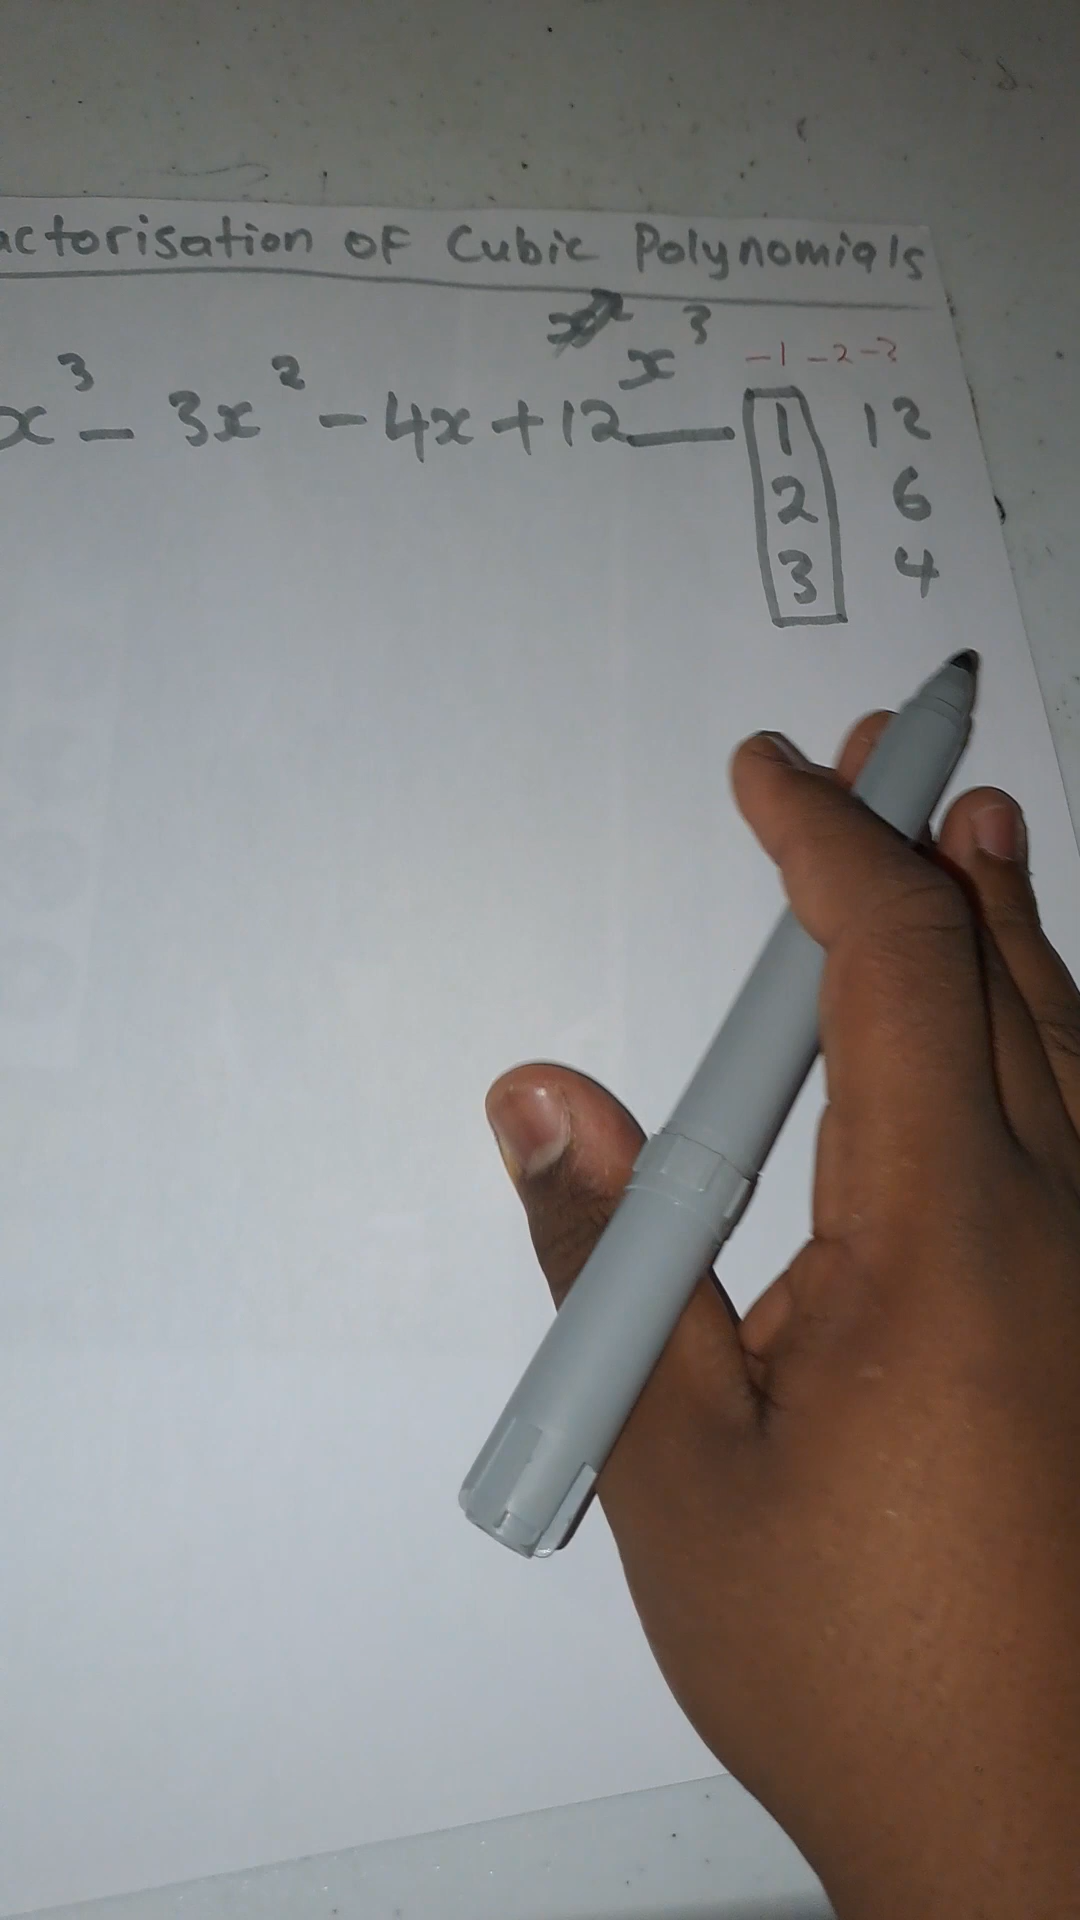 actorisation of Cubic Polynomials
x³ - 3x² - 4x + 12 — x³
-1 -2 -3
1 12
2 6
3 4